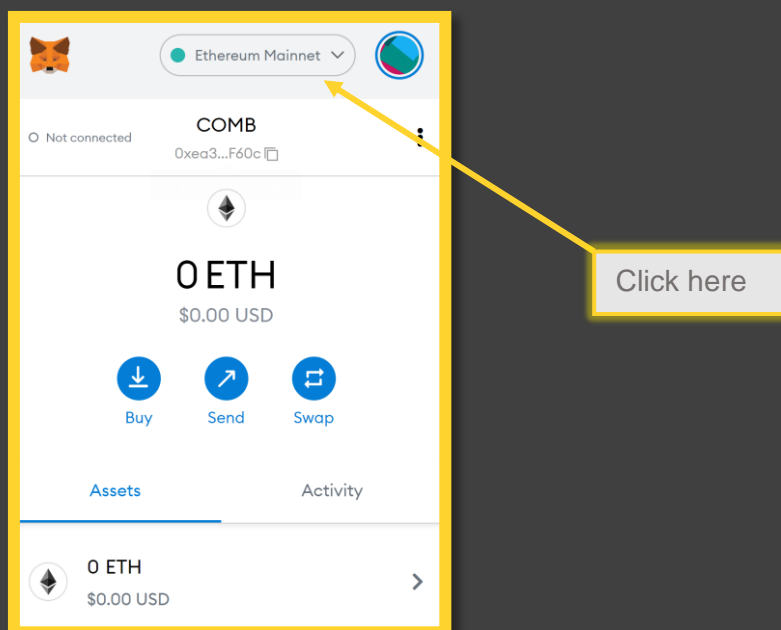 Ethereum Mainnet
Not connected
COMB
0xea3...F60c
Click here
0 ETH
$0.00 USD
Buy Send Swap
Assets Activity
0 ETH
$0.00 USD